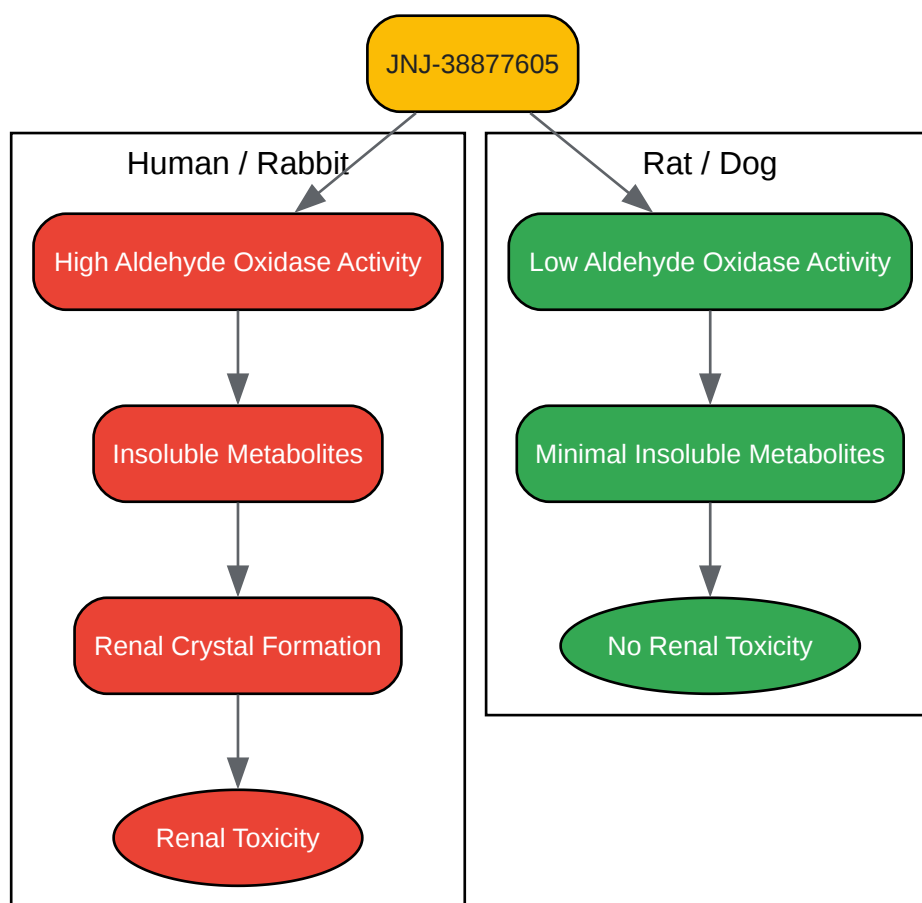 JNJ-38877605
Human / Rabbit
High Aldehyde Oxidase Activity
Insoluble Metabolites
Renal Crystal Formation
Renal Toxicity
Rat / Dog
Low Aldehyde Oxidase Activity
Minimal Insoluble Metabolites
No Renal Toxicity